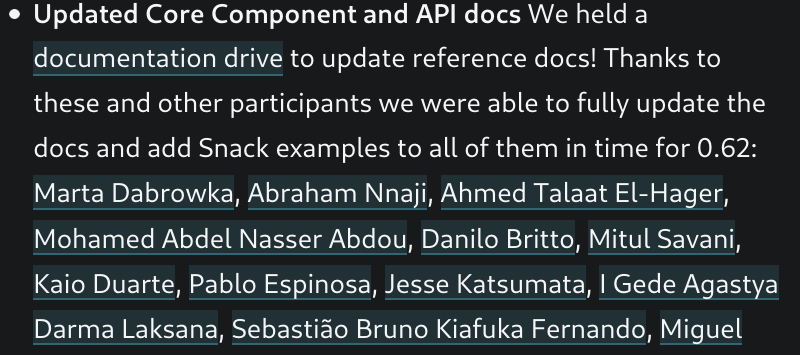 • Updated Core Component and API docs We held a
documentation drive to update reference docs! Thanks to
these and other participants we were able to fully update the
docs and add Snack examples to all of them in time for 0.62:
Marta Dabrowka, Abraham Nnaji, Ahmed Talaat El-Hager,
Mohamed Abdel Nasser Abdou, Danilo Britto, Mitul Savani,
Kaio Duarte, Pablo Espinosa, Jesse Katsumata, I Gede Agastya
Darma Laksana, Sebastião Bruno Kiafuka Fernando, Miguel